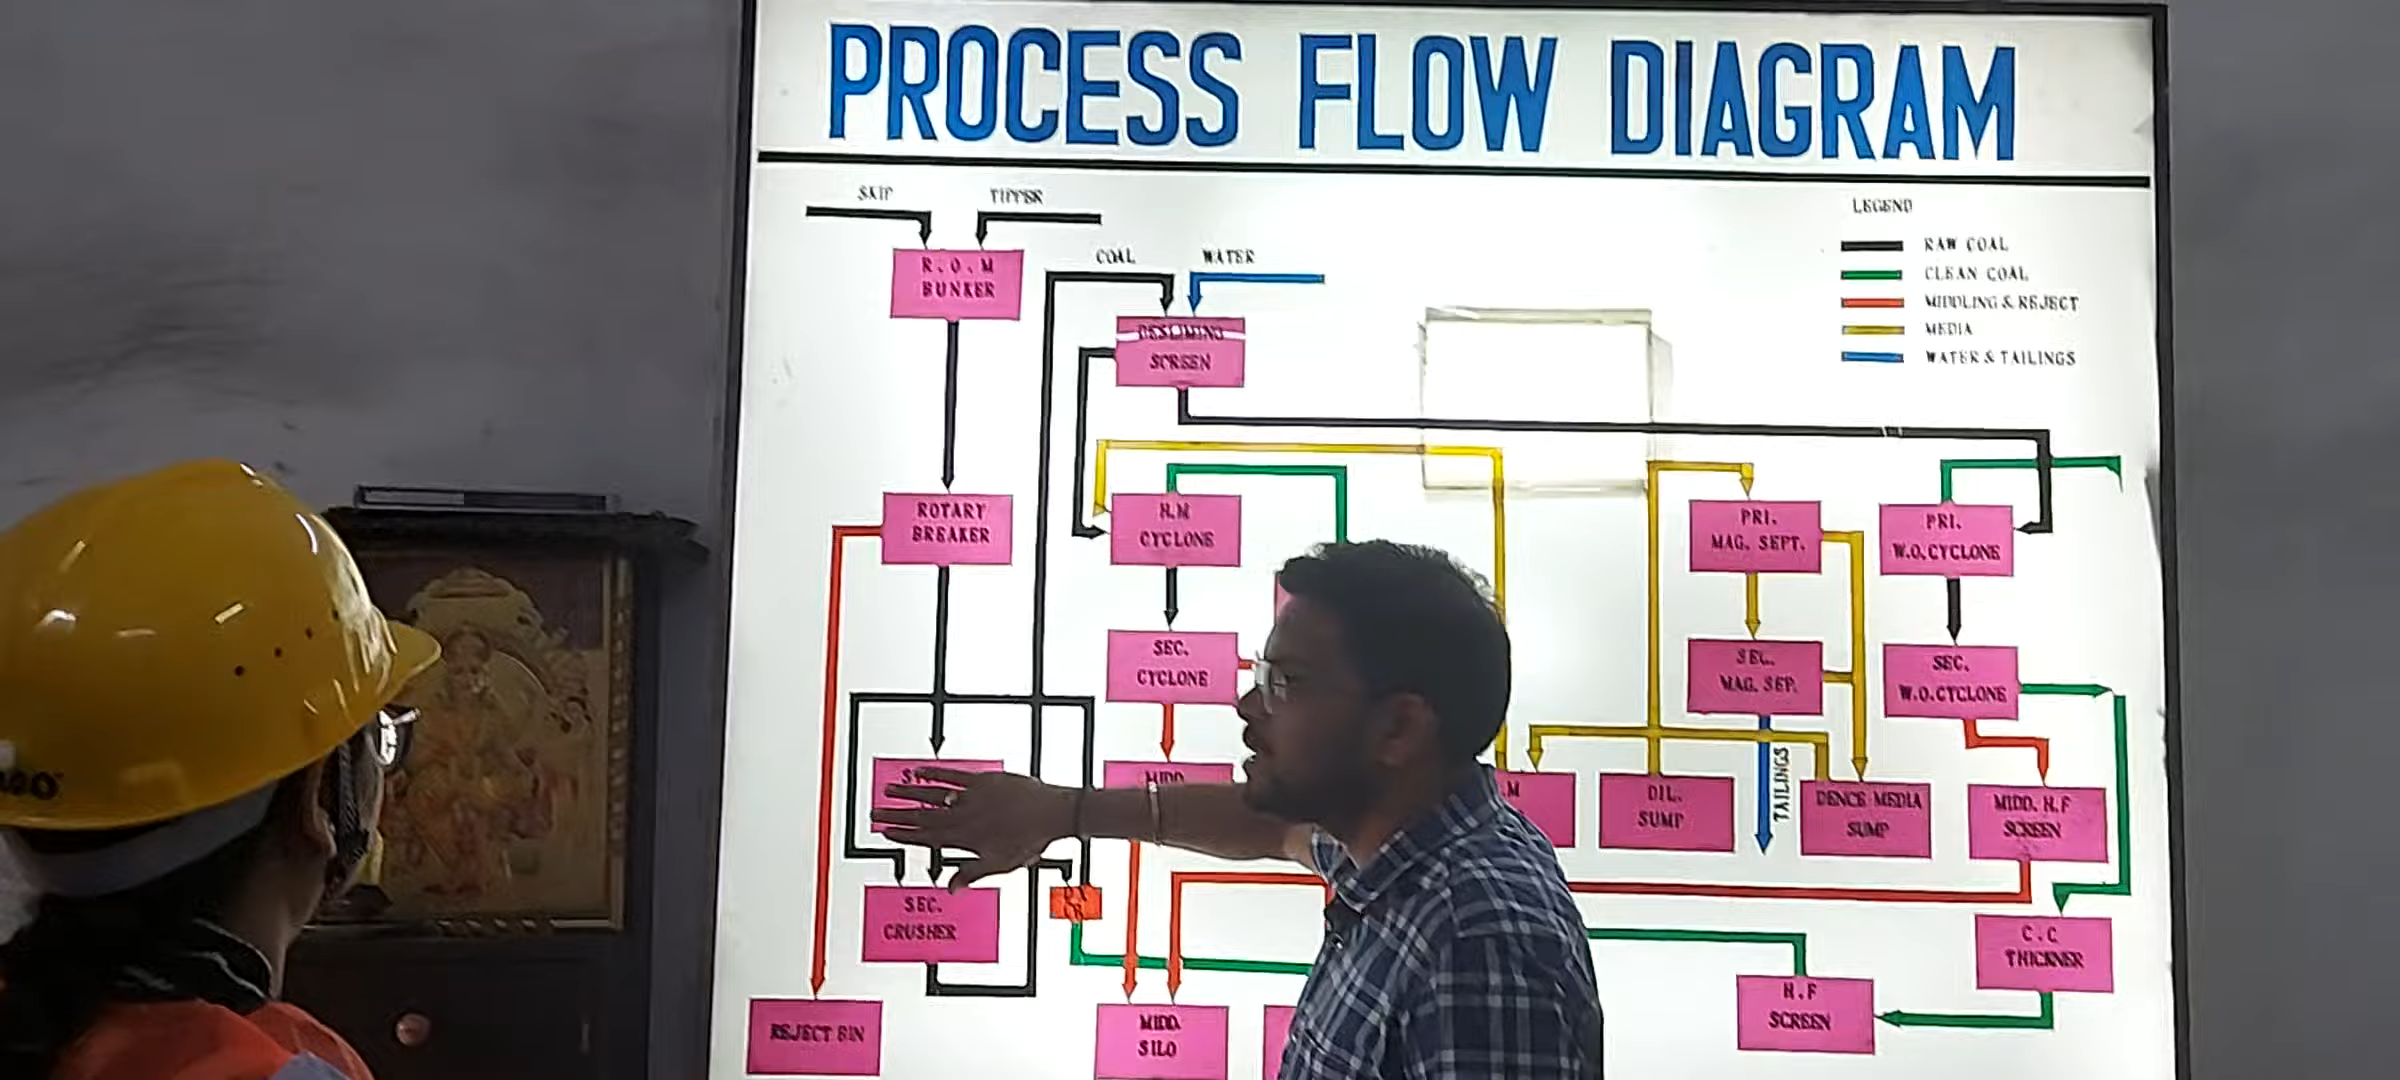 PROCESS FLOW DIAGRAM
SKIP
TIPPER
LEGEND
RAW COAL
CLEAN COAL
MIDDLING & REJECT
MEDIA
WATER & TAILINGS
R.O.M
BUNKER
COAL
WATER
DESLIMING
SCREEN
ROTARY
BREAKER
H.M
CYCLONE
PRI.
MAG. SEPT.
PRI.
W.O.CYCLONE
SEC.
CYCLONE
SEC.
MAG. SEP.
SEC.
W.O.CYCLONE
MIDD.
DIL.
SUMP
TAILINGS
DENCE MEDIA
SUMP
MIDD. H.F
SCREEN
SEC.
CRUSHER
C.C
THICKNER
REJECT BIN
MIDD.
SILO
H.F
SCREEN